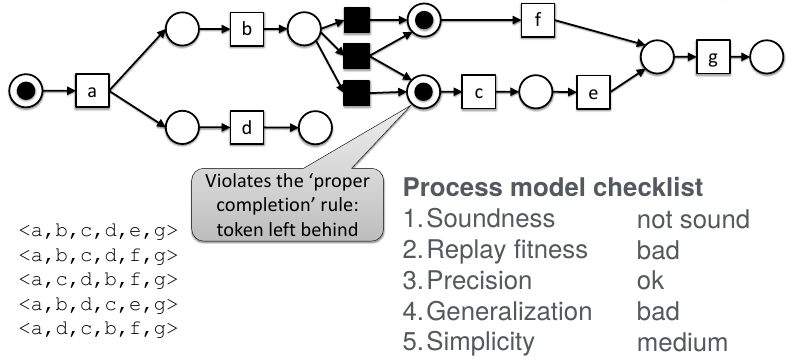 b
f
g
a
c
e
d
Violates the ‘proper
completion’ rule:
token left behind
<a,b,c,d,e,g>
<a,b,c,d,f,g>
<a,c,d,b,f,g>
<a,b,d,c,e,g>
<a,d,c,b,f,g>
Process model checklist
1. Soundness not sound
2. Replay fitness bad
3. Precision ok
4. Generalization bad
5. Simplicity medium